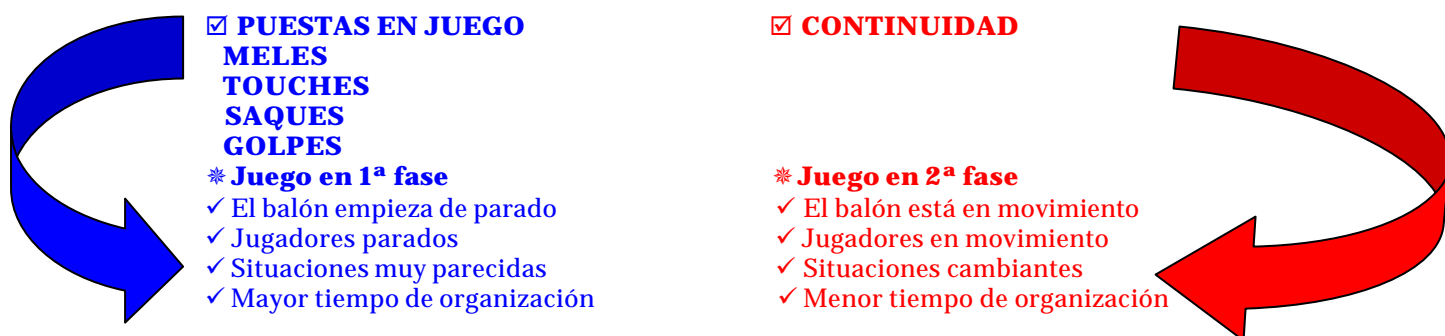 ☑ PUESTAS EN JUEGO
MELES
TOUCHES
SAQUES
GOLPES
✵ Juego en 1ª fase
✓ El balón empieza de parado
✓ Jugadores parados
✓ Situaciones muy parecidas
✓ Mayor tiempo de organización
☑ CONTINUIDAD
✵ Juego en 2ª fase
✓ El balón está en movimiento
✓ Jugadores en movimiento
✓ Situaciones cambiantes
✓ Menor tiempo de organización